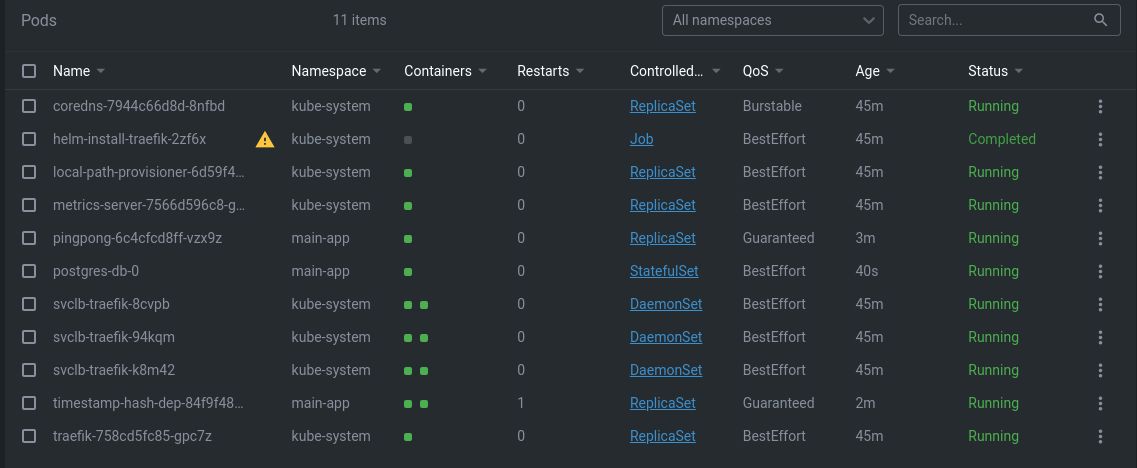 Pods 11 items All namespaces Search...
Name Namespace Containers Restarts Controlled... QoS Age Status
coredns-7944c66d8d-8nfbd kube-system 0 ReplicaSet Burstable 45m Running
helm-install-traefik-2zf6x kube-system 0 Job BestEffort 45m Completed
local-path-provisioner-6d59f4... kube-system 0 ReplicaSet BestEffort 45m Running
metrics-server-7566d596c8-g... kube-system 0 ReplicaSet BestEffort 45m Running
pingpong-6c4cfcd8ff-vzx9z main-app 0 ReplicaSet Guaranteed 3m Running
postgres-db-0 main-app 0 StatefulSet BestEffort 40s Running
svclb-traefik-8cvpb kube-system 0 DaemonSet BestEffort 45m Running
svclb-traefik-94kqm kube-system 0 DaemonSet BestEffort 45m Running
svclb-traefik-k8m42 kube-system 0 DaemonSet BestEffort 45m Running
timestamp-hash-dep-84f9f48... main-app 1 ReplicaSet Guaranteed 2m Running
traefik-758cd5fc85-gpc7z kube-system 0 ReplicaSet BestEffort 45m Running